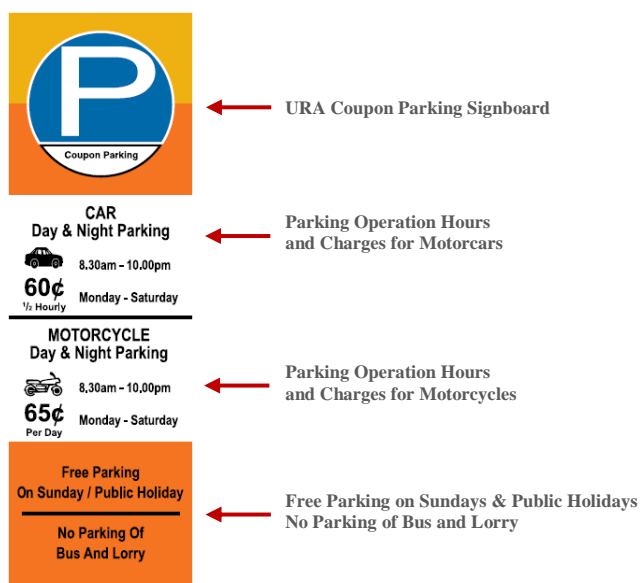 P
Coupon Parking
URA Coupon Parking Signboard
CAR
Day & Night Parking
8.30am - 10.00pm
60¢
½ Hourly
Monday - Saturday
Parking Operation Hours
and Charges for Motorcars
MOTORCYCLE
Day & Night Parking
8.30am - 10.00pm
65¢
Per Day
Monday - Saturday
Parking Operation Hours
and Charges for Motorcycles
Free Parking
On Sunday / Public Holiday
No Parking Of
Bus And Lorry
Free Parking on Sundays & Public Holidays
No Parking of Bus and Lorry